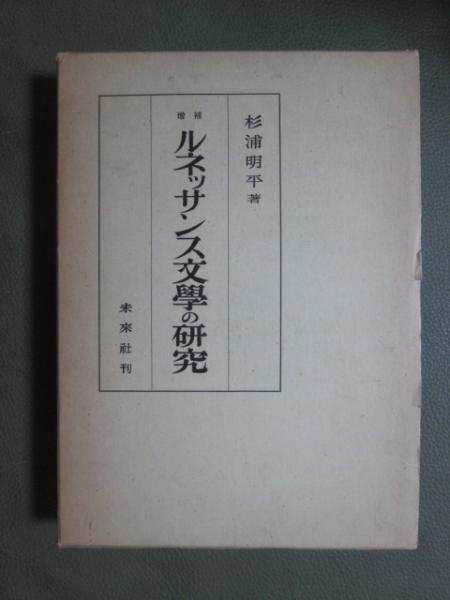 杉浦明平著
増補
ルネッサンス文學の研究
未來社刊